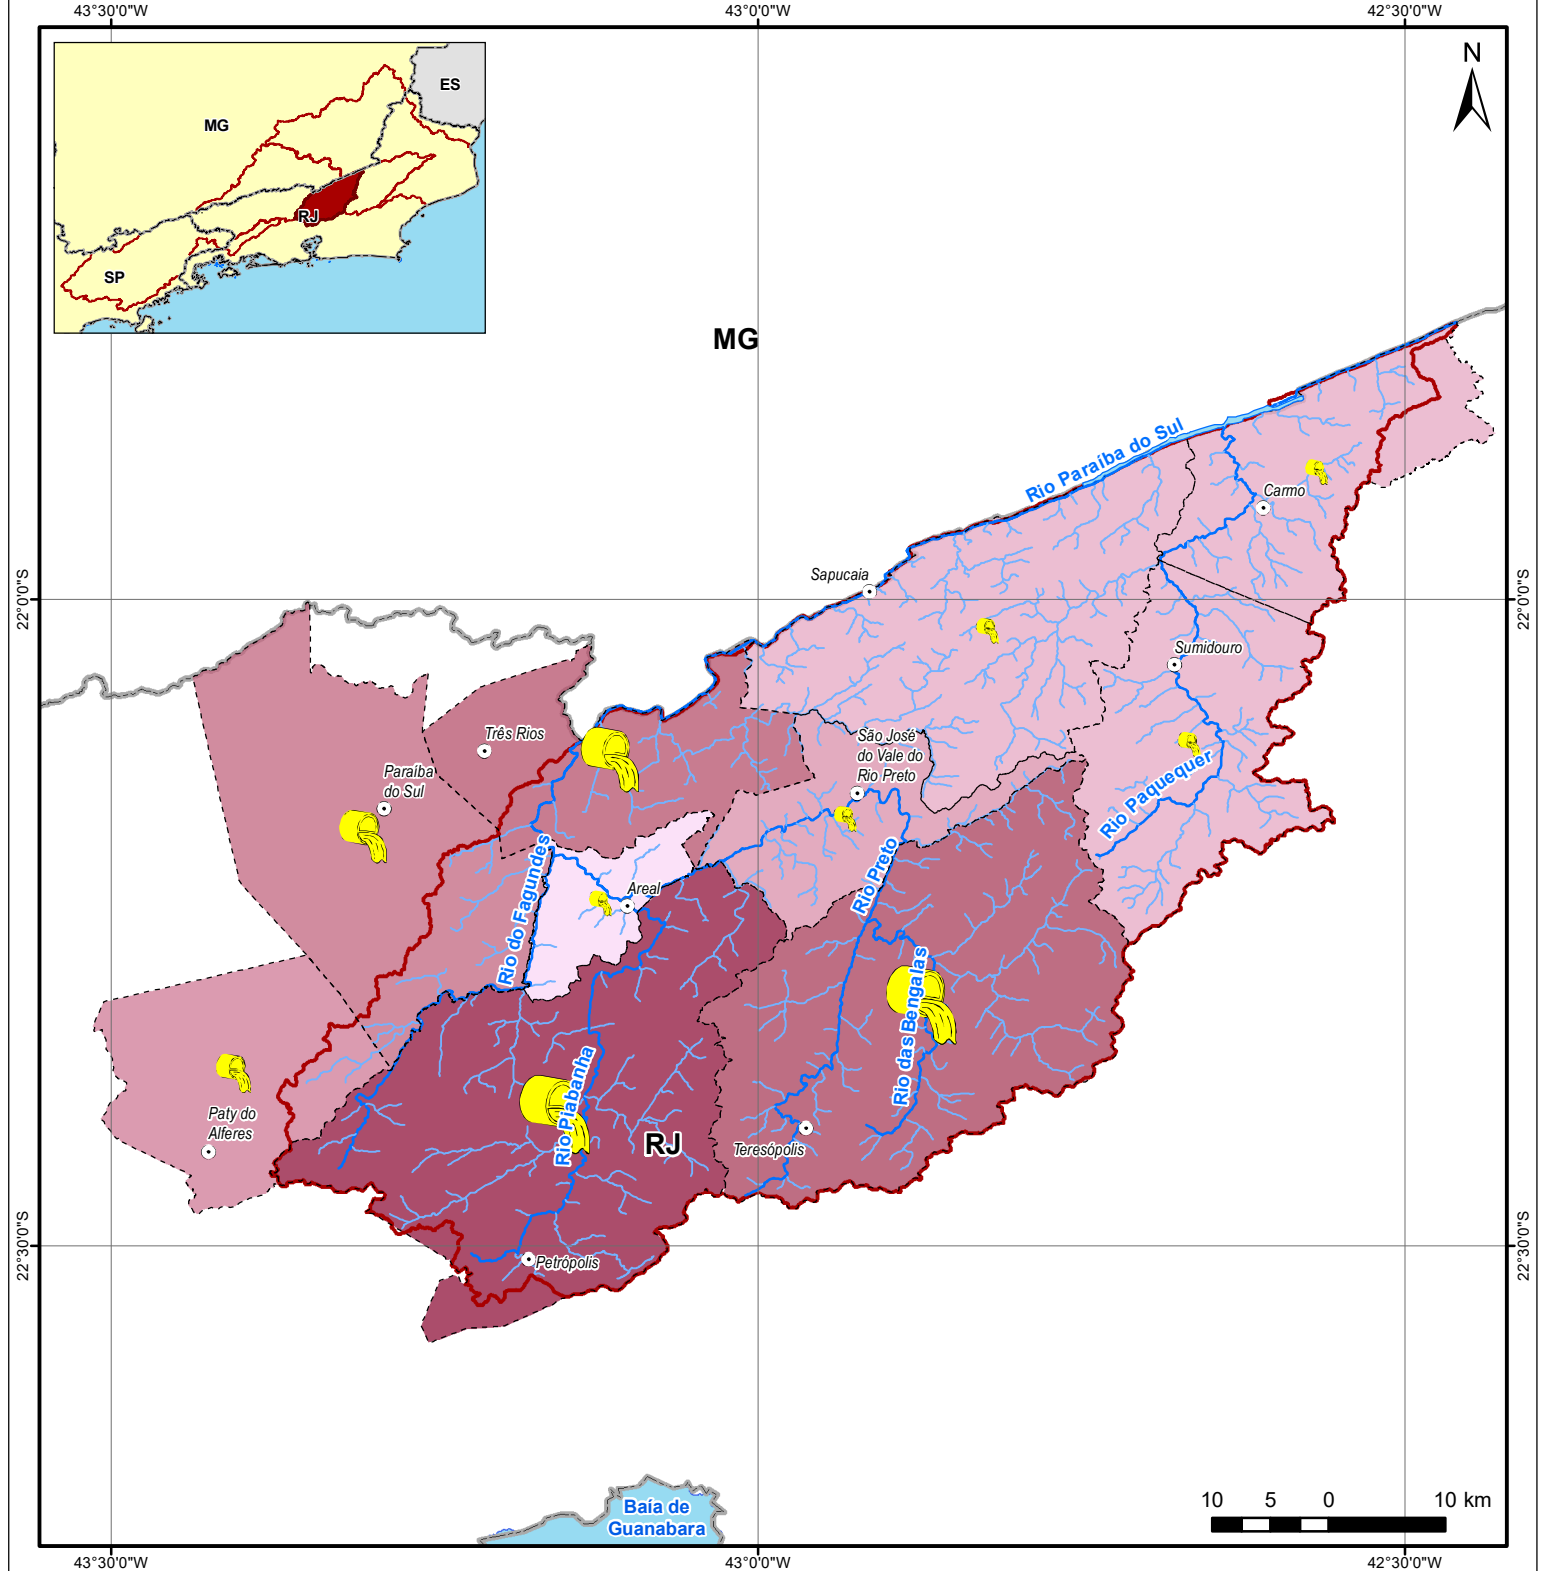 43°30'0"W
43°0'0"W
42°30'0"W
N
ES
MG
RJ
SP
MG
Rio Paraíba do Sul
Carmo
Sapucaia
22°0'0"S
22°0'0"S
Sumidouro
Três Rios
São José
do Vale do
Rio Preto
Paraíba
do Sul
Rio Paquequer
Rio Preto
Areal
Rio do Fagundes
Rio das Bengalas
Rio Piabanha
Paty do
Alferes
RJ
Teresópolis
22°30'0"S
22°30'0"S
Petrópolis
Baía de
Guanabara
10 5 0 10 km
43°30'0"W
43°0'0"W
42°30'0"W